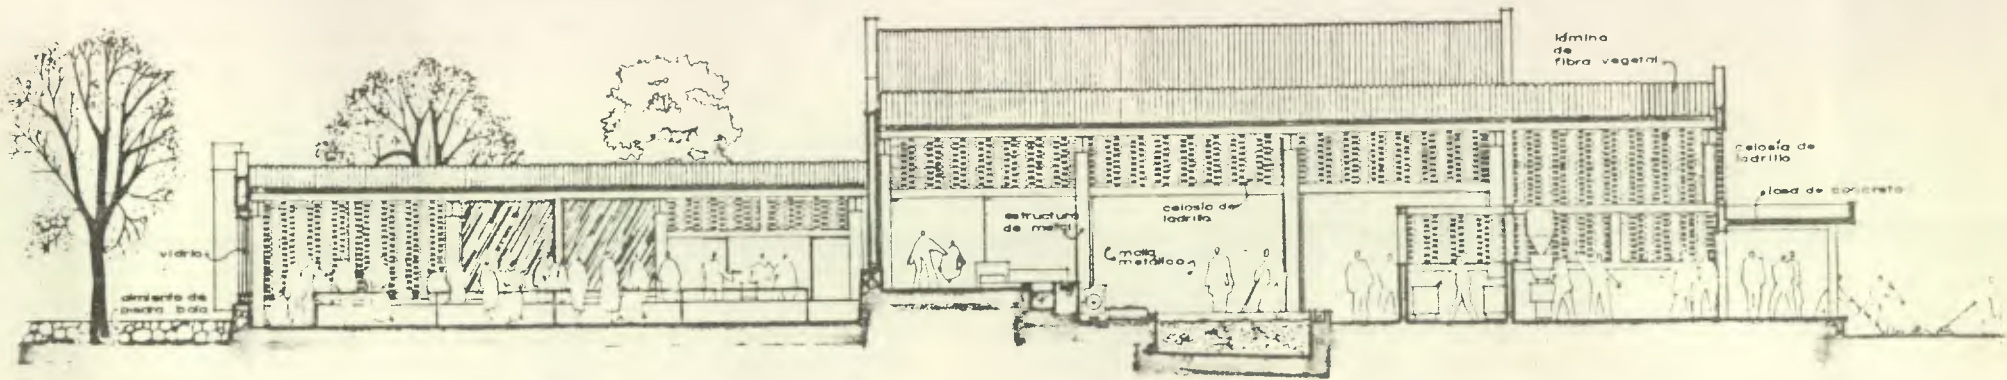 lámina
de
fibra vegetal
celosía de
ladrillo
losa de concreto
estructura
de metal
celosía de
ladrillo
malla
metálica
vidrio
cimiento de
piedra bola